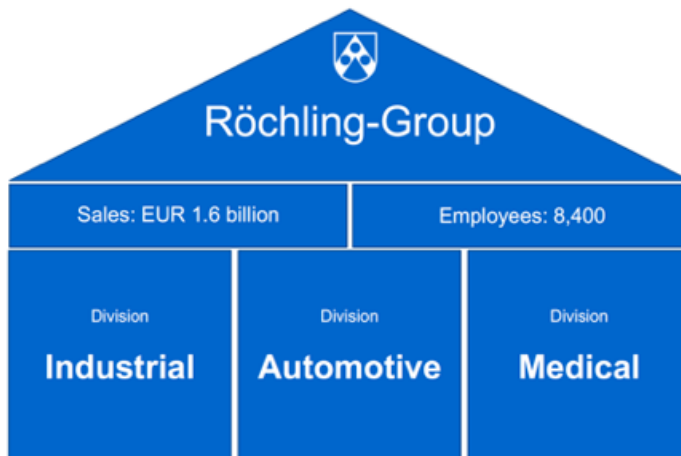 Röchling-Group
Sales: EUR 1.6 billion
Employees: 8,400
Division
Industrial
Division
Automotive
Division
Medical